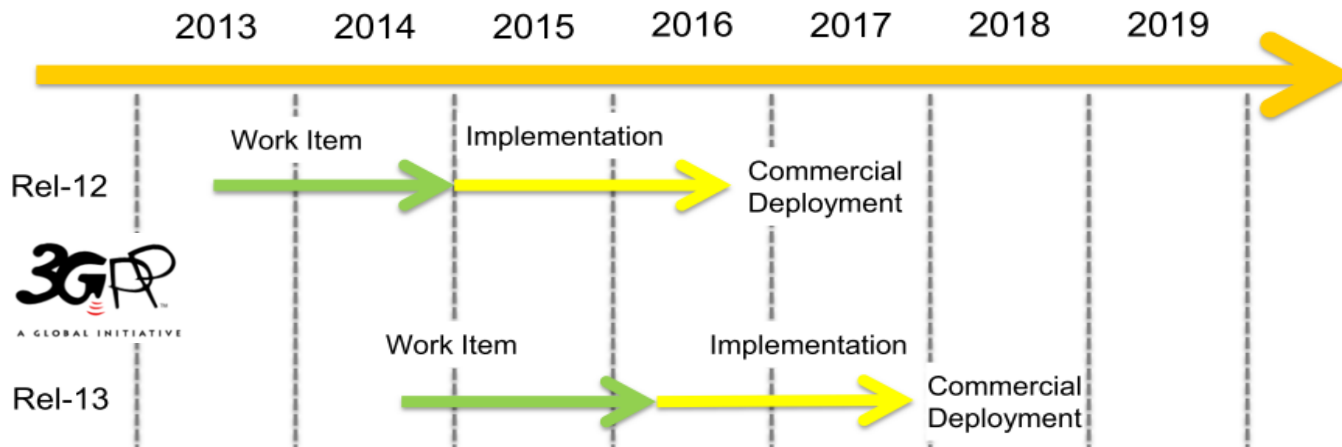 2013 2014 2015 2016 2017 2018 2019
Work Item Implementation
Rel-12
Commercial
Deployment
3GPP TM
A GLOBAL INITIATIVE
Work Item Implementation
Rel-13
Commercial
Deployment